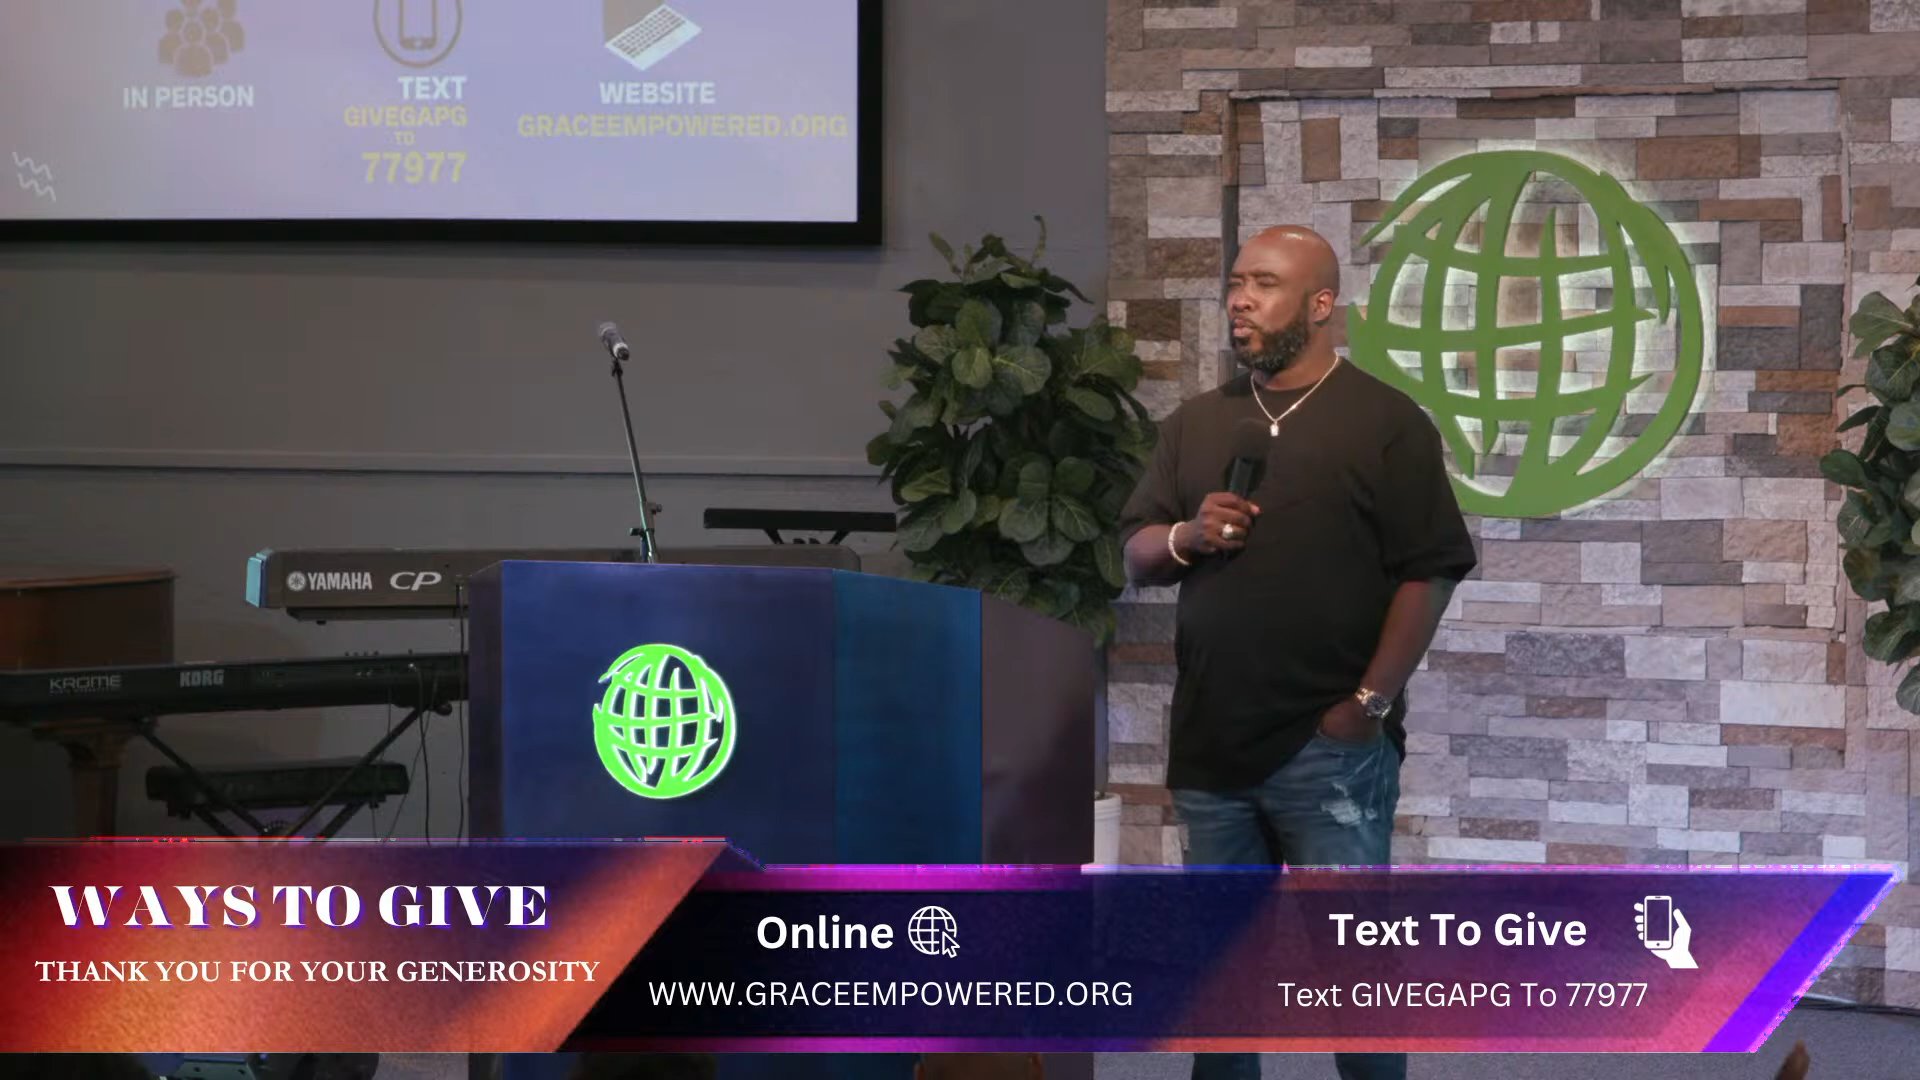 IN PERSON
TEXT
GIVEGAPG
TO
77977
WEBSITE
GRACEEMPOWERED.ORG
YAMAHA CP
KROME KORG
WAYS TO GIVE
THANK YOU FOR YOUR GENEROSITY
Online
WWW.GRACEEMPOWERED.ORG
Text To Give
Text GIVEGAPG To 77977